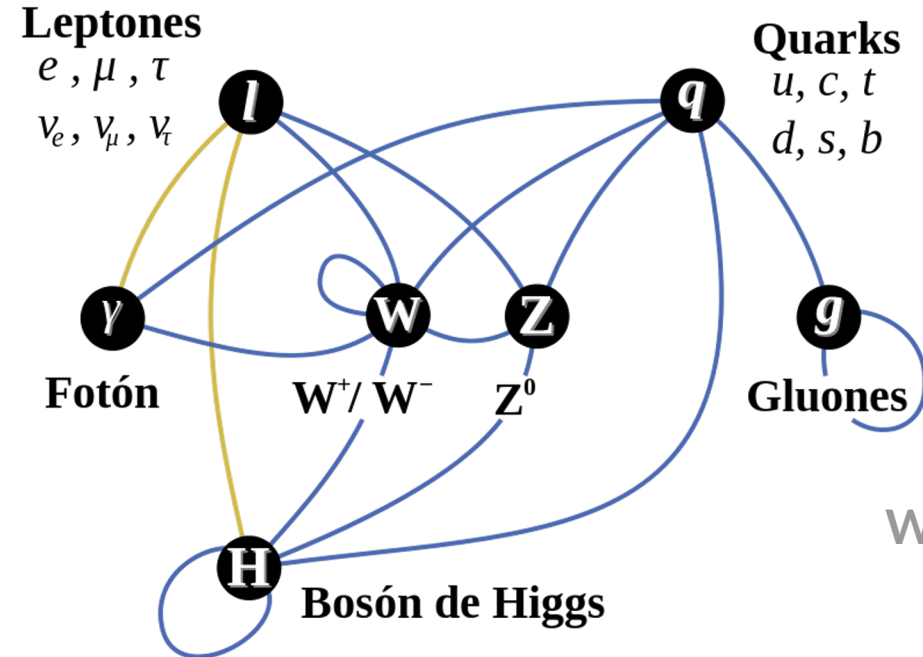 Leptones
e , μ , τ
νe, νμ, ντ
l
Quarks
u, c, t
d, s, b
q
γ
Fotón
W
W⁺/ W⁻
Z
Z⁰
g
Gluones
W
H
Bosón de Higgs